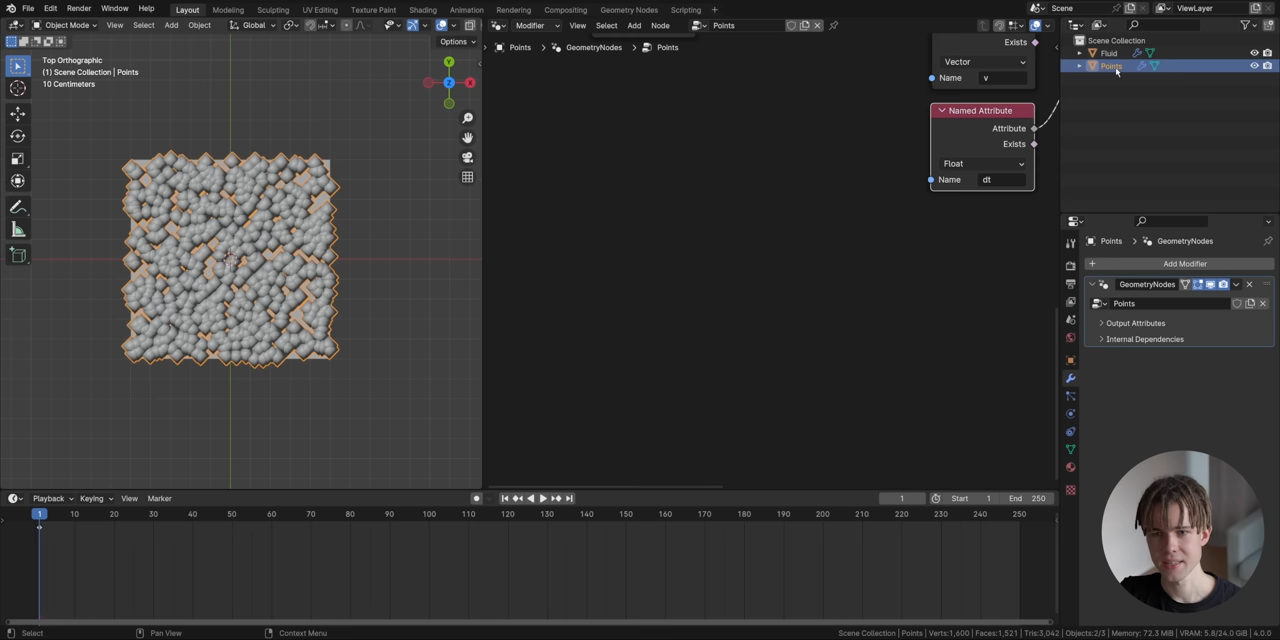 File Edit Render Window Help Layout Modeling Sculpting UV Editing Texture Paint Shading Animation Rendering Compositing Geometry Nodes Scripting + Scene ViewLayer
Object Mode View Select Add Object Global Modifier View Select Add Node Points
Options
Points > GeometryNodes > Points
Top Orthographic
(1) Scene Collection | Points
10 Centimeters
Y
X
Z
Exists
Vector
Name v
Named Attribute
Attribute
Exists
Float
Name dt
Scene Collection
Fluid
Points
Points > GeometryNodes
+ Add Modifier
GeometryNodes
Points
Output Attributes
Internal Dependencies
Playback Keying View Marker 1 Start 1 End 250
1 10 20 30 40 50 60 70 80 90 100 110 120 130 140 150 160 170 180 190 200 210 220 230 240 250
Select Pan View Context Menu Scene Collection | Points | Verts:1,600 | Faces:1,521 | Tris:3,042 | Objects:2/3 | Memory: 72.3 MiB | VRAM: 5.8/24.0 GiB | 4.0.0